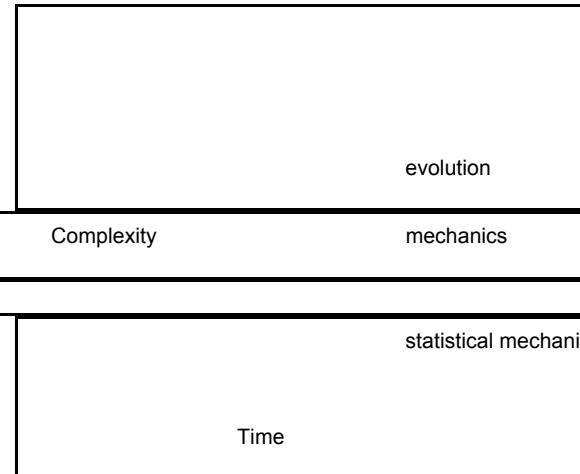 evolution
Complexity mechanics
statistical mechani
Time